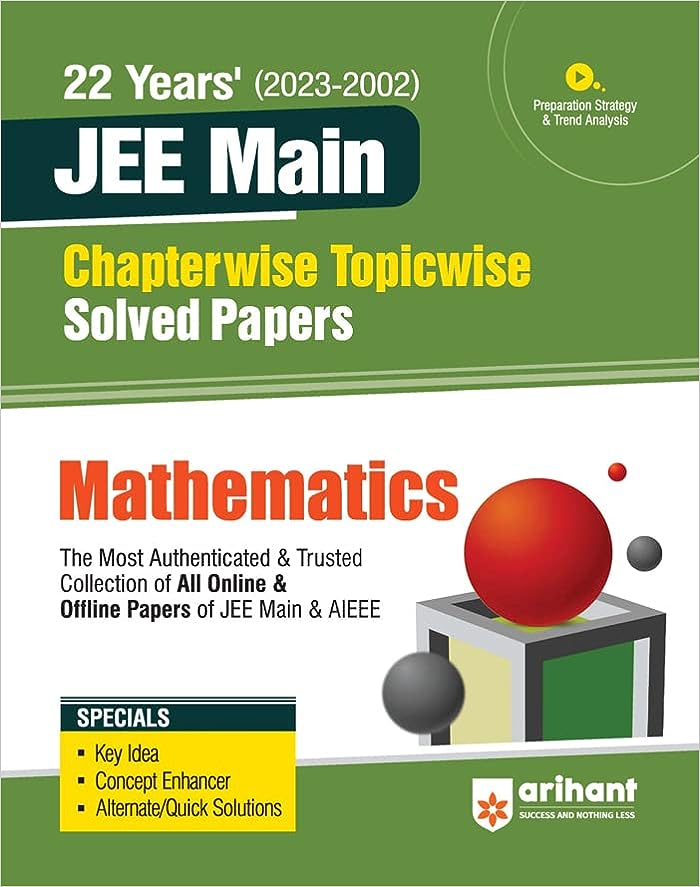 22 Years' (2023-2002)
Preparation Strategy
& Trend Analysis
JEE Main
Chapterwise Topicwise
Solved Papers
Mathematics
The Most Authenticated & Trusted
Collection of All Online &
Offline Papers of JEE Main & AIEEE
SPECIALS
▪ Key Idea
▪ Concept Enhancer
▪ Alternate/Quick Solutions
arihant
SUCCESS AND NOTHING LESS